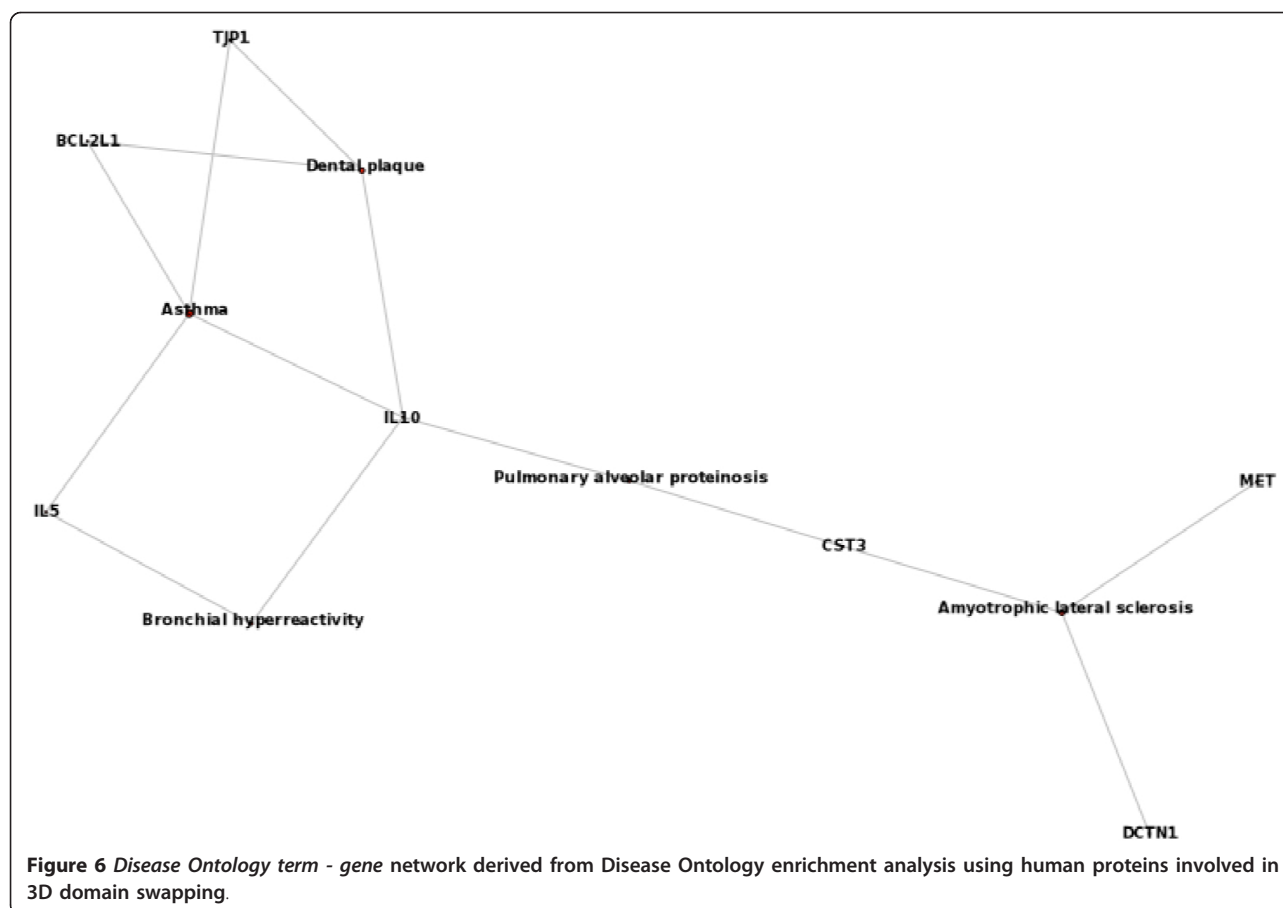 TJP1
BCL2L1
Dental plaque
Asthma
IL10
Pulmonary alveolar proteinosis
MET
IL5
CST3
Amyotrophic lateral sclerosis
Bronchial hyperreactivity
DCTN1
Figure 6 Disease Ontology term - gene network derived from Disease Ontology enrichment analysis using human proteins involved in
3D domain swapping.